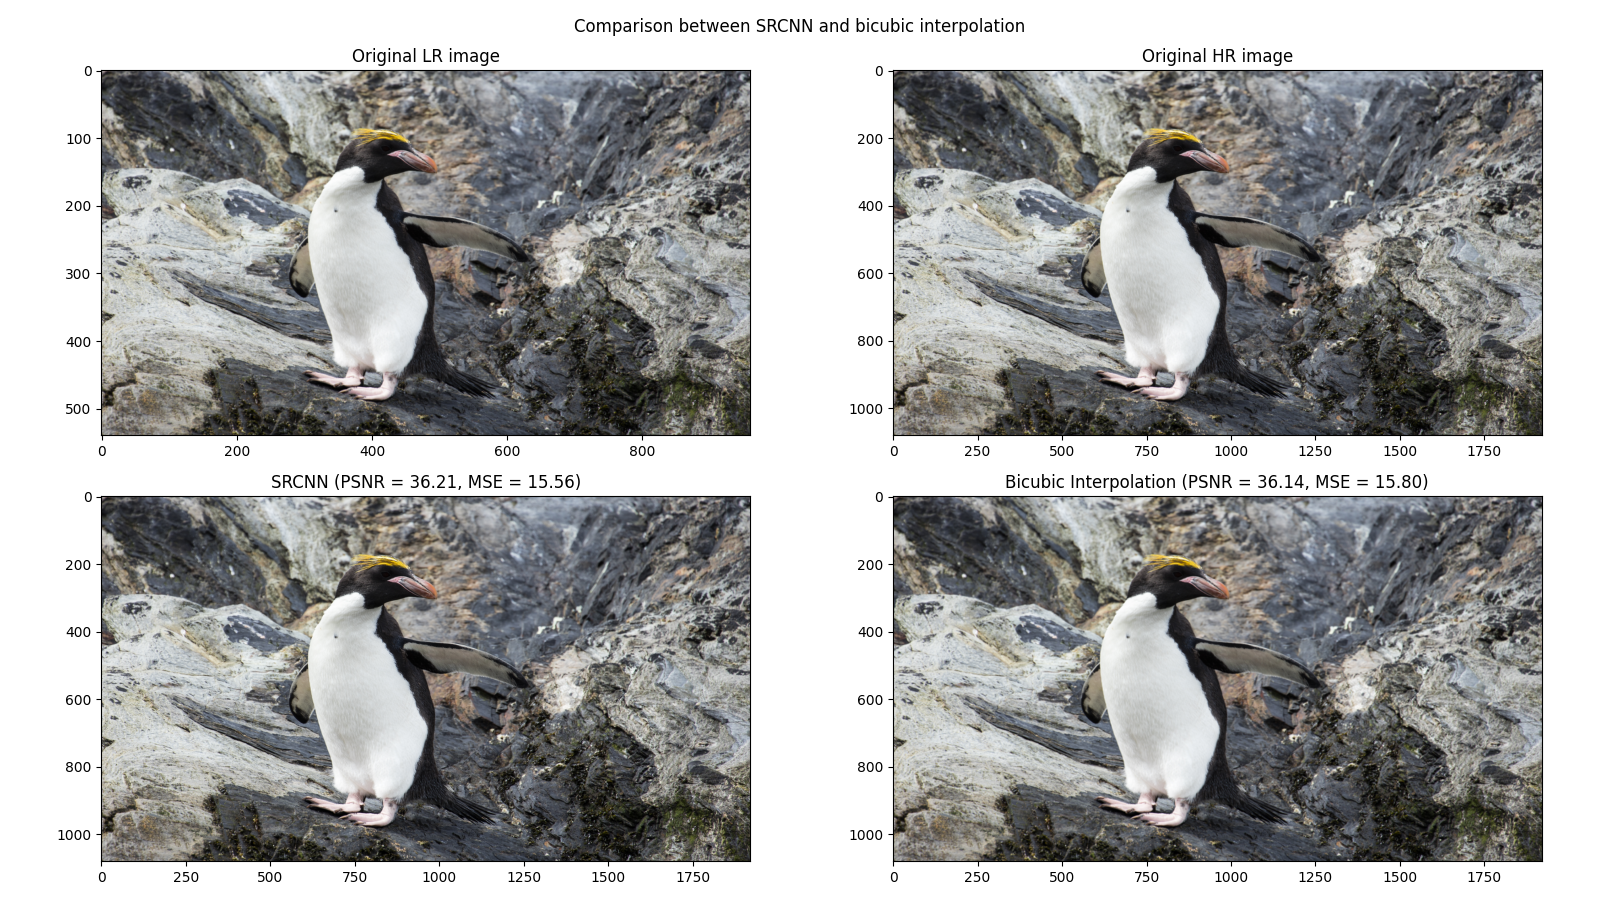 Comparison between SRCNN and bicubic interpolation
Original LR image
0
100
200
300
400
500
0 200 400 600 800
Original HR image
0
200
400
600
800
1000
0 250 500 750 1000 1250 1500 1750
SRCNN (PSNR = 36.21, MSE = 15.56)
0
200
400
600
800
1000
0 250 500 750 1000 1250 1500 1750
Bicubic Interpolation (PSNR = 36.14, MSE = 15.80)
0
200
400
600
800
1000
0 250 500 750 1000 1250 1500 1750